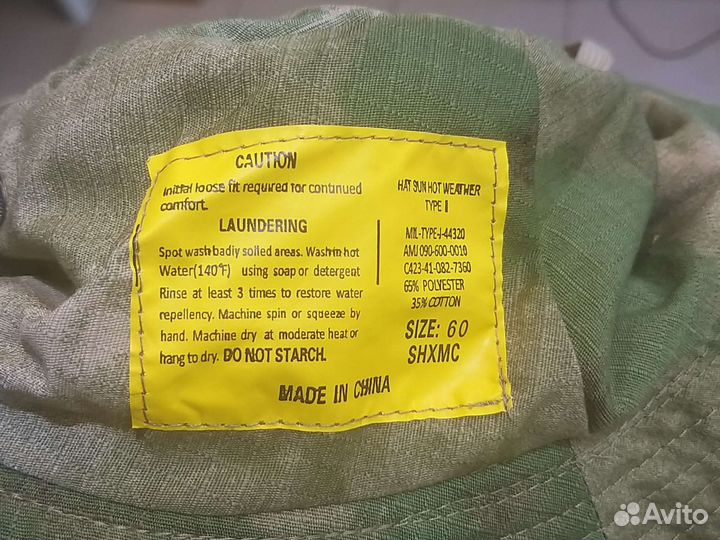 CAUTION
Initial loose fit required for continued
comfort.
LAUNDERING
Spot wash badly soiled areas. Wash in hot
Water(140°F) using soap or detergent
Rinse at least 3 times to restore water
repellency. Machine spin or squeeze by
hand. Machine dry at moderate heat or
hang to dry. DO NOT STARCH.
HAT SUN HOT WEATHER
TYPE II
MIL-TYPE-J-44320
AMJ 090-600-0010
C423-41-082-7360
65% POLYESTER
35% COTTON
SIZE: 60
SHXMC
MADE IN CHINA
Avito